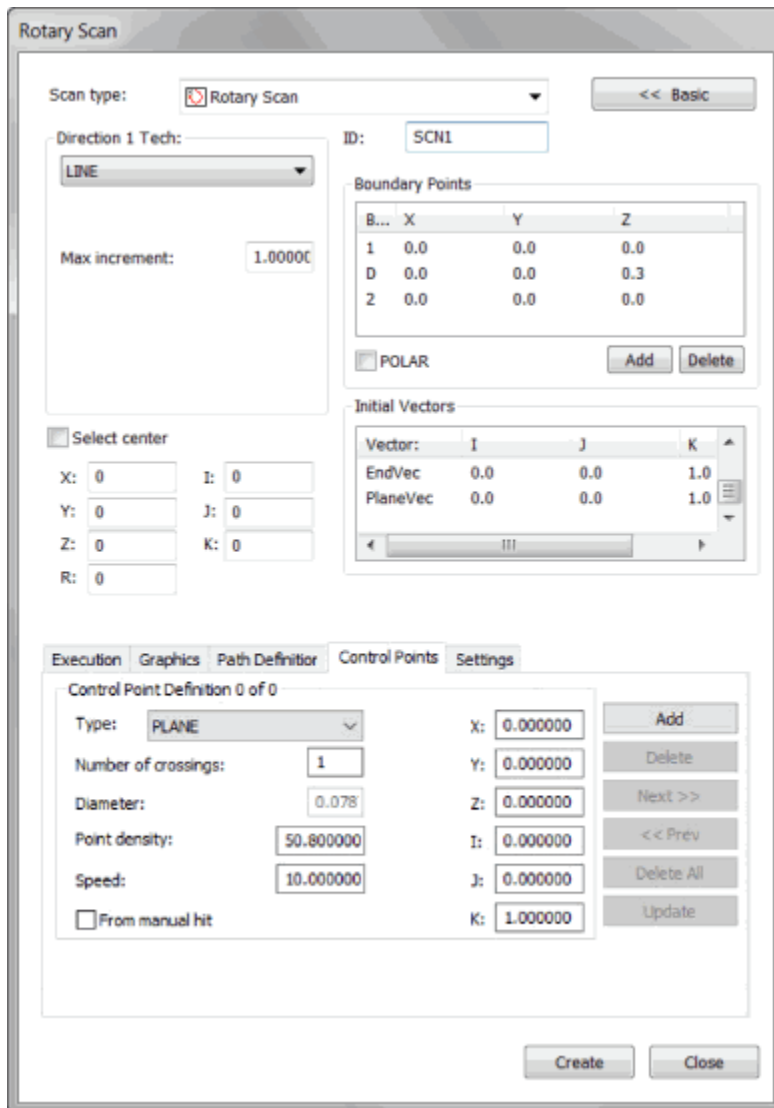 Rotary Scan
Scan type: Rotary Scan << Basic
Direction 1 Tech: ID: SCN1
LINE
Boundary Points
B... X Y Z
1 0.0 0.0 0.0
Max increment: 1.0000
D 0.0 0.0 0.3
2 0.0 0.0 0.0
POLAR Add Delete
Initial Vectors
Select center
Vector: I J K
X: 0 I: 0
EndVec 0.0 0.0 1.0
PlaneVec 0.0 0.0 1.0
Y: 0 J: 0
Z: 0 K: 0
R: 0
Execution Graphics Path Definition Control Points Settings
Control Point Definition 0 of 0
Type: PLANE X: 0.000000 Add
Number of crossings: 1 Y: 0.000000 Delete
Diameter: 0.078 Z: 0.000000 Next >>
Point density: 50.800000 I: 0.000000 << Prev
Speed: 10.000000 J: 0.000000 Delete All
From manual hit K: 1.000000 Update
Create Close